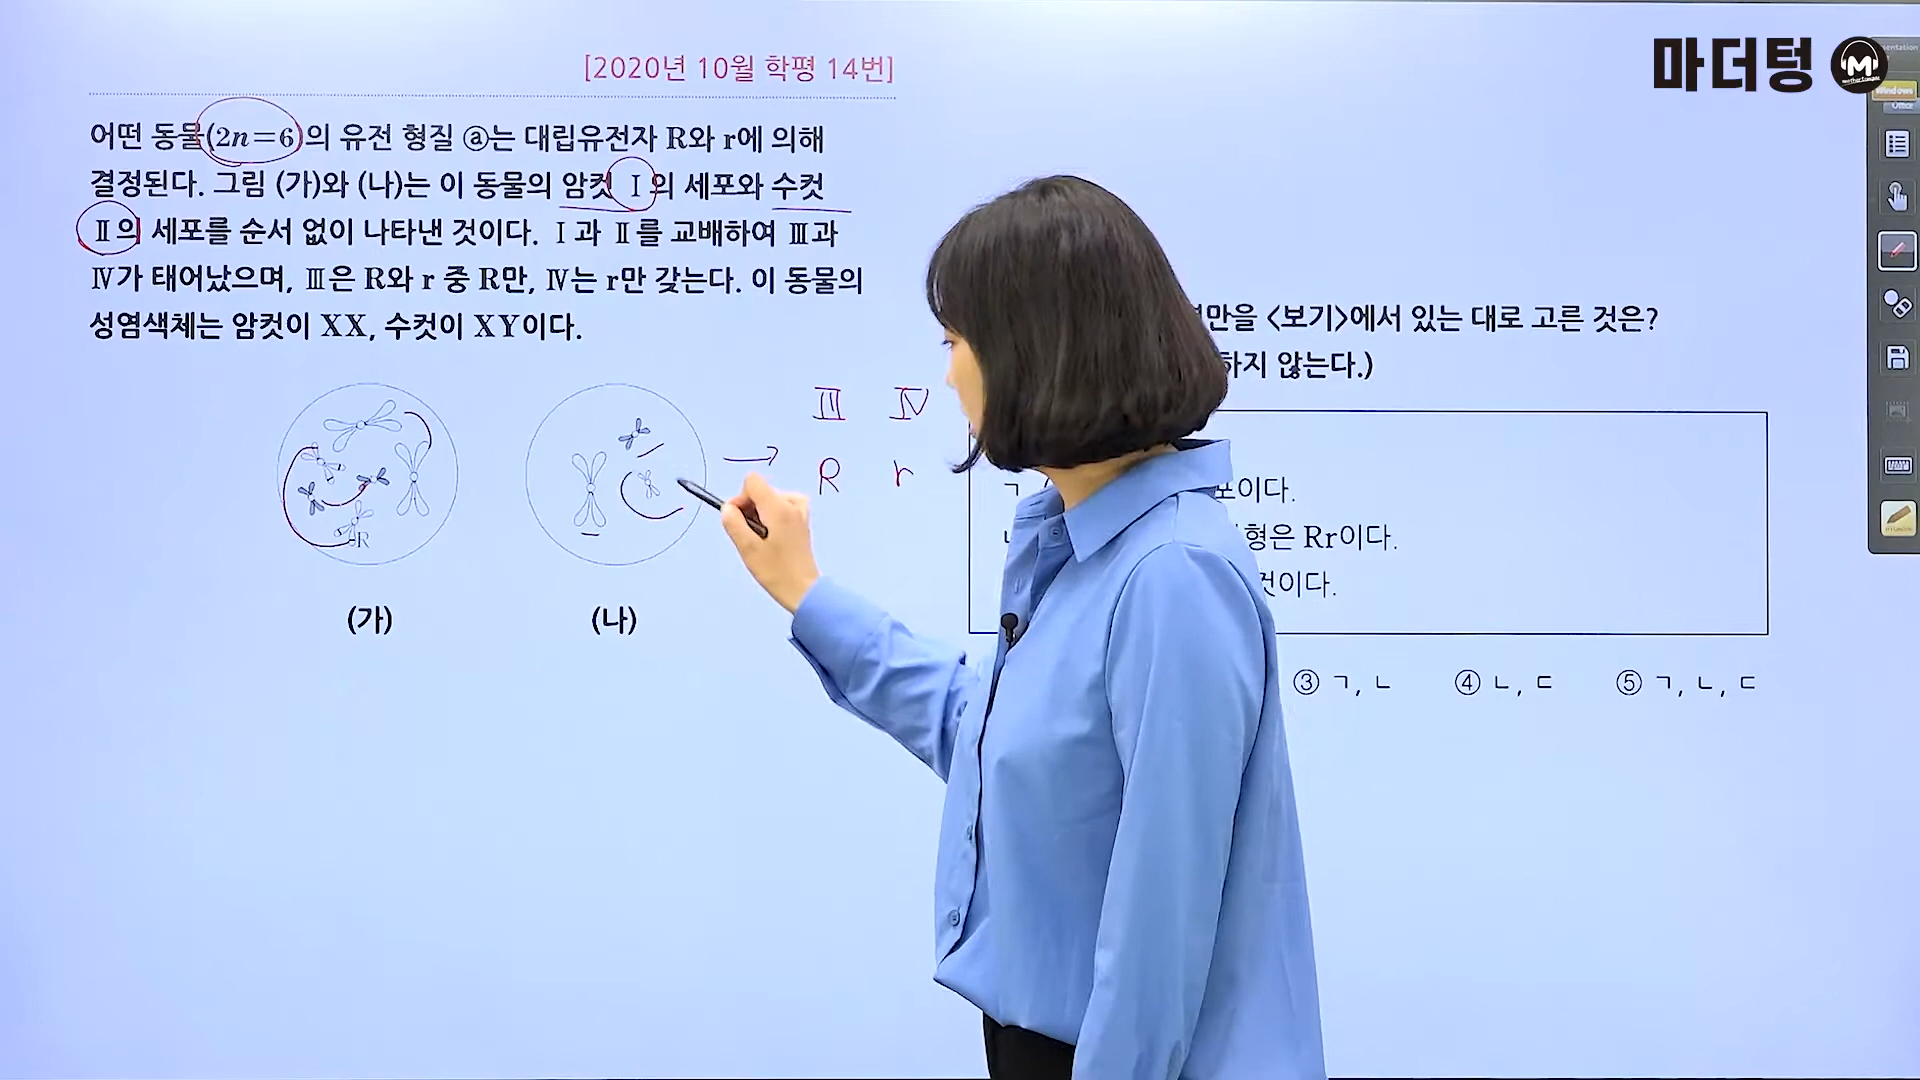 마더텅
[2020년 10월 학평 14번]
어떤 동물(2n=6)의 유전 형질 ⓐ는 대립유전자 R와 r에 의해
결정된다. 그림 (가)와 (나)는 이 동물의 암컷 Ⅰ의 세포와 수컷
Ⅱ의 세포를 순서 없이 나타낸 것이다. Ⅰ과 Ⅱ를 교배하여 Ⅲ과
Ⅳ가 태어났으며, Ⅲ은 R와 r 중 R만, Ⅳ는 r만 갖는다. 이 동물의
성염색체는 암컷이 XX, 수컷이 XY이다.
R
(가)
(나)
Ⅲ Ⅳ
R r
만을 <보기>에서 있는 대로 고른 것은?
하지 않는다.)
ㄱ
이다.
형은 Rr이다.
것이다.
③ ㄱ, ㄴ ④ ㄴ, ㄷ ⑤ ㄱ, ㄴ, ㄷ